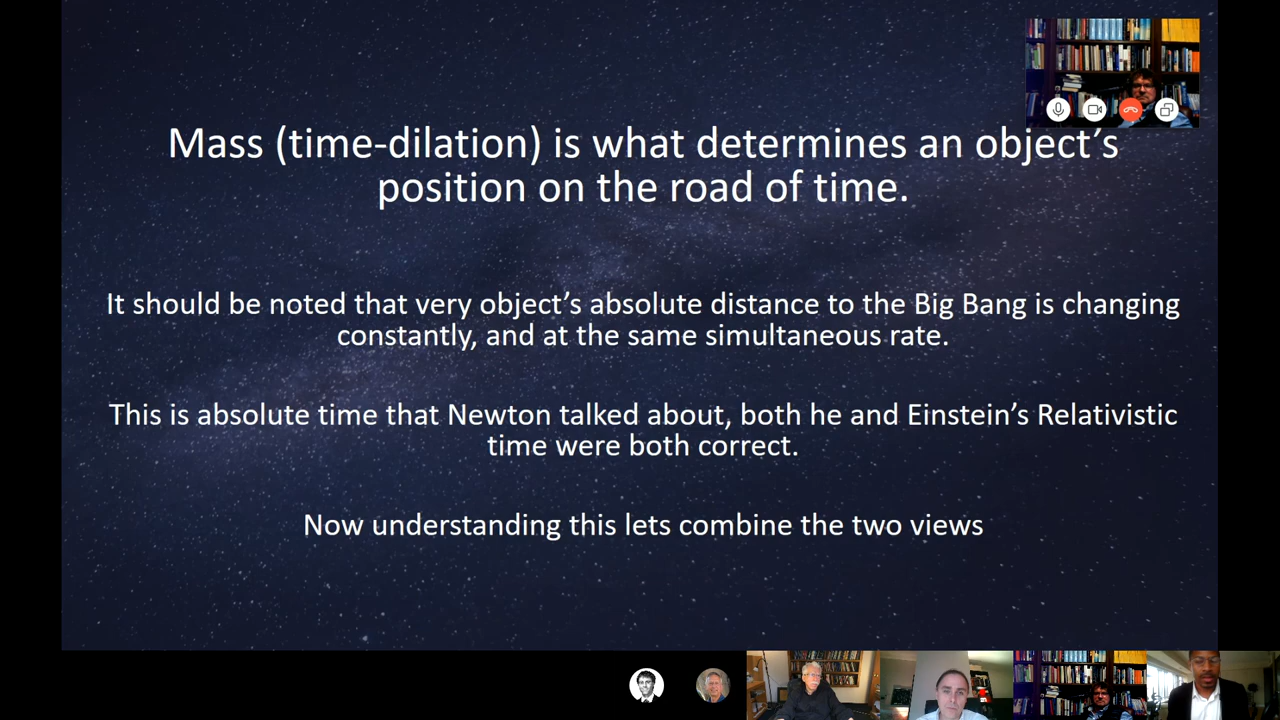 Mass (time-dilation) is what determines an object’s
position on the road of time.
It should be noted that very object’s absolute distance to the Big Bang is changing
constantly, and at the same simultaneous rate.
This is absolute time that Newton talked about, both he and Einstein’s Relativistic
time were both correct.
Now understanding this lets combine the two views